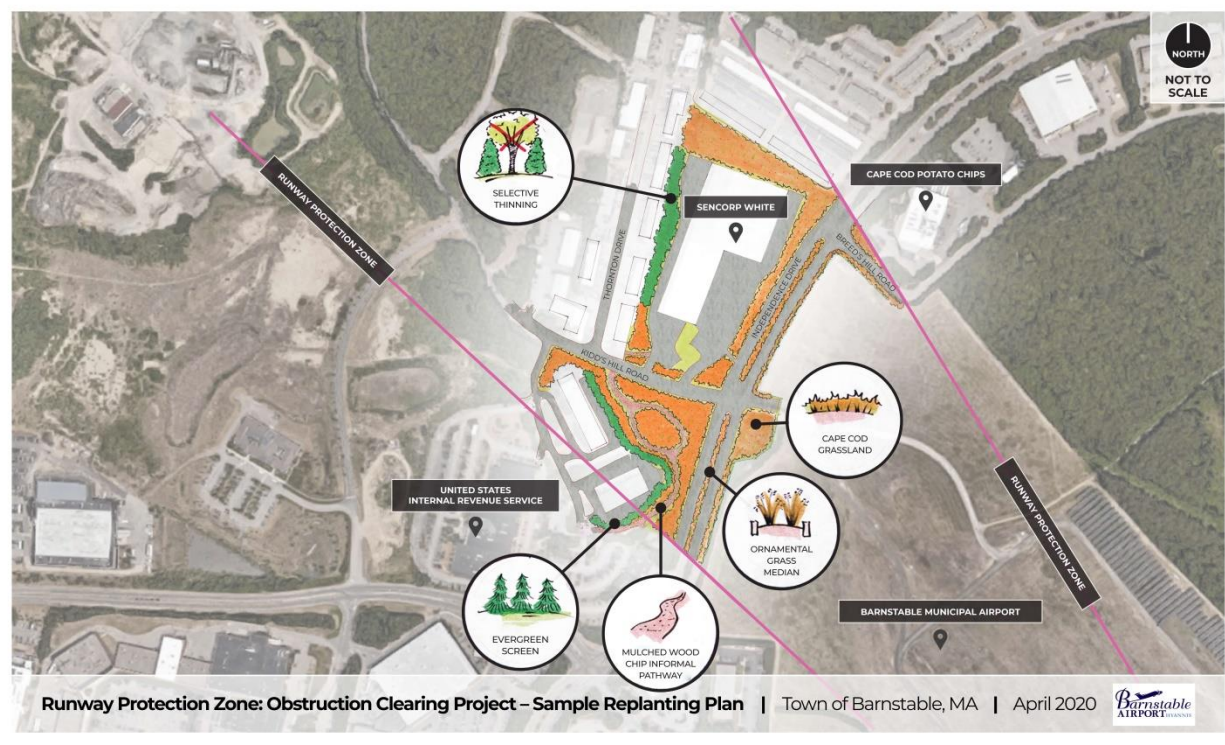 NORTH
NOT TO
SCALE
RUNWAY PROTECTION ZONE
SELECTIVE
THINNING
CAPE COD POTATO CHIPS
SENCORP WHITE
THORNTON DRIVE
BREED'S HILL ROAD
INDEPENDENCE DRIVE
KIDD'S HILL ROAD
CAPE COD
GRASSLAND
UNITED STATES
INTERNAL REVENUE SERVICE
RUNWAY PROTECTION ZONE
ORNAMENTAL
GRASS
MEDIAN
BARNSTABLE MUNICIPAL AIRPORT
EVERGREEN
SCREEN
MULCHED WOOD
CHIP INFORMAL
PATHWAY
Runway Protection Zone: Obstruction Clearing Project – Sample Replanting Plan | Town of Barnstable, MA | April 2020
Barnstable
AIRPORT HYANNIS